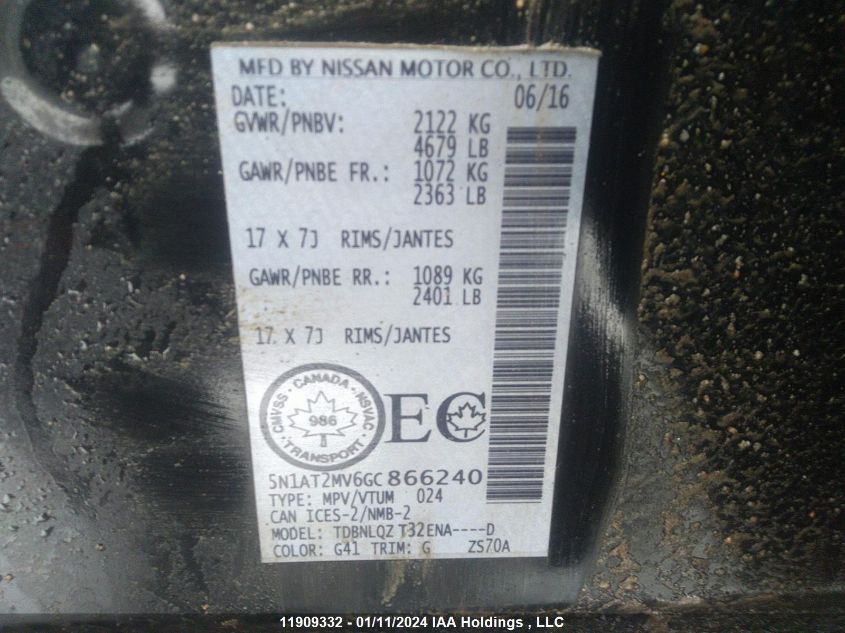 MFD BY NISSAN MOTOR CO., LTD.
DATE: 06/16
GVWR/PNBV: 2122 KG
4679 LB
GAWR/PNBE FR.: 1072 KG
2363 LB
17 X 7J RIMS/JANTES
GAWR/PNBE RR.: 1089 KG
2401 LB
17 X 7J RIMS/JANTES
CMVSS · CANADA · NSVAC
986
TRANSPORT
EC
5N1AT2MV6GC866240
TYPE: MPV/VTUM 024
CAN ICES-2/NMB-2
MODEL: TDBNLQZ T32ENA----D
COLOR: G41 TRIM: G ZS70A
11909332 - 01/11/2024 IAA Holdings , LLC